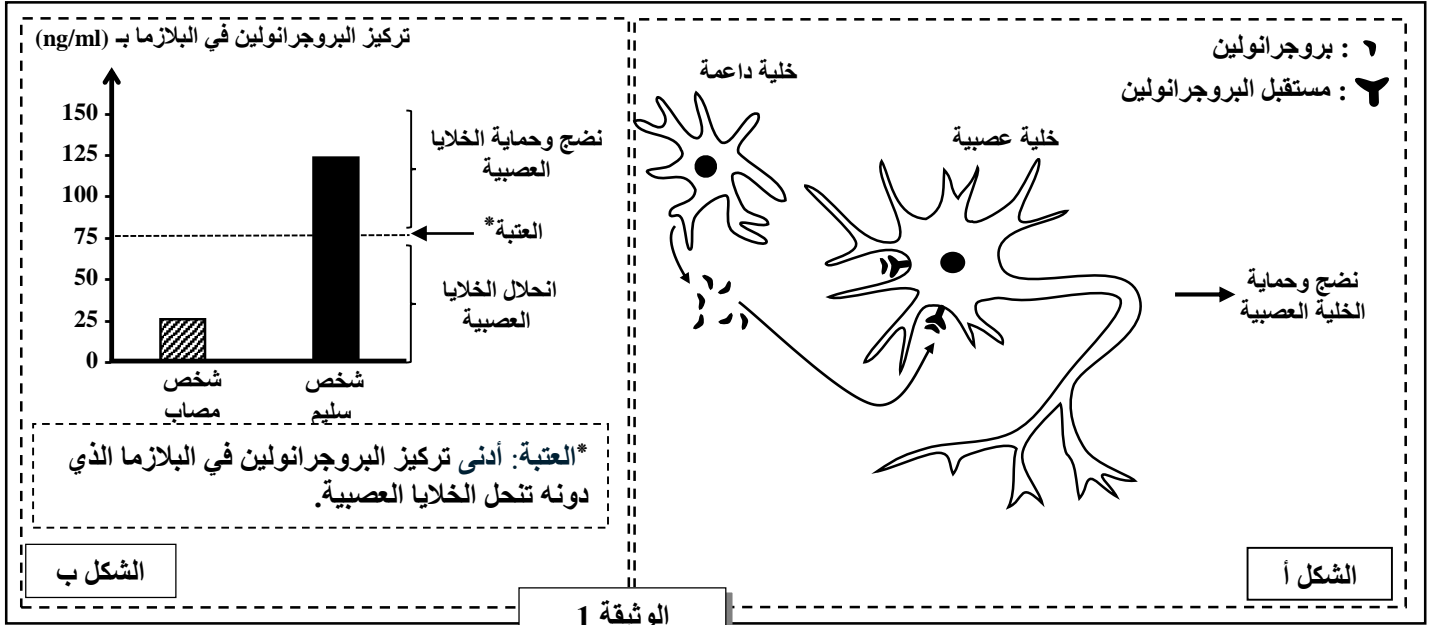 بروجرانولين :
مستقبل البروجرانولين :
خلية داعمة
خلية عصبية
نضج وحماية
الخلية العصبية
الشكل أ
تركيز البروجرانولين في البلازما بـ (ng/ml)
150
125
100
75
50
25
0
نضج وحماية الخلايا
العصبية
العتبة*
انحلال الخلايا
العصبية
شخص
مصاب
شخص
سليم
*العتبة: أدنى تركيز البروجرانولين في البلازما الذي
دونه تنحل الخلايا العصبية.
الشكل ب
الوثيقة 1